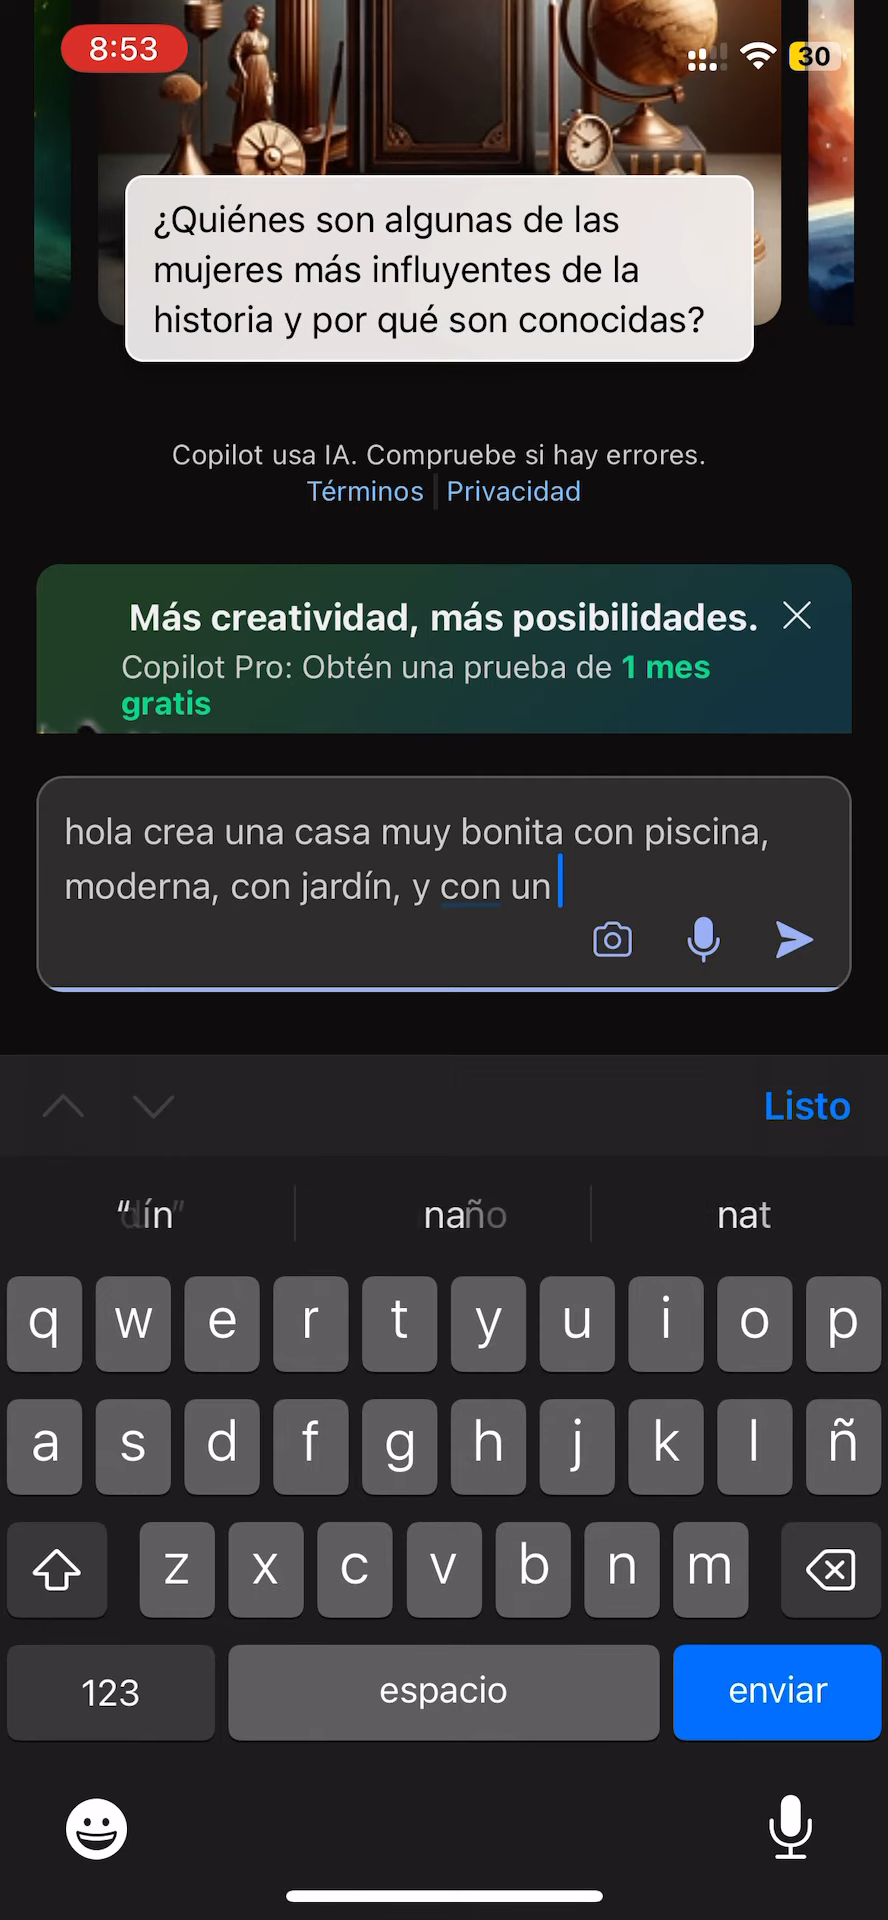 8:53
30
¿Quiénes son algunas de las
mujeres más influyentes de la
historia y por qué son conocidas?
Copilot usa IA. Compruebe si hay errores.
Términos | Privacidad
Más creatividad, más posibilidades.
Copilot Pro: Obtén una prueba de 1 mes
gratis
hola crea una casa muy bonita con piscina,
moderna, con jardín, y con un
Listo
naño nat
q w e r t y u i o p
a s d f g h j k l ñ
z x c v b n m
123 espacio enviar